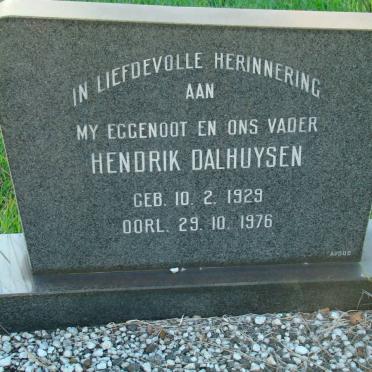 IN LIEFDEVOLLE HERINNERING
AAN
MY EGGENOOT EN ONS VADER
HENDRIK DALHUYSEN
GEB. 10. 2. 1929
OORL. 29. 10. 1976